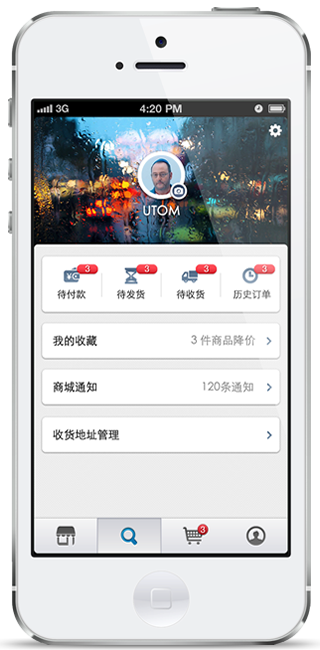 3G 4:20 PM
UTOM
3 3 3 3
待付款 待发货 待收货 历史订单
我的收藏 3 件商品降价
商城通知 120条通知
收货地址管理
3